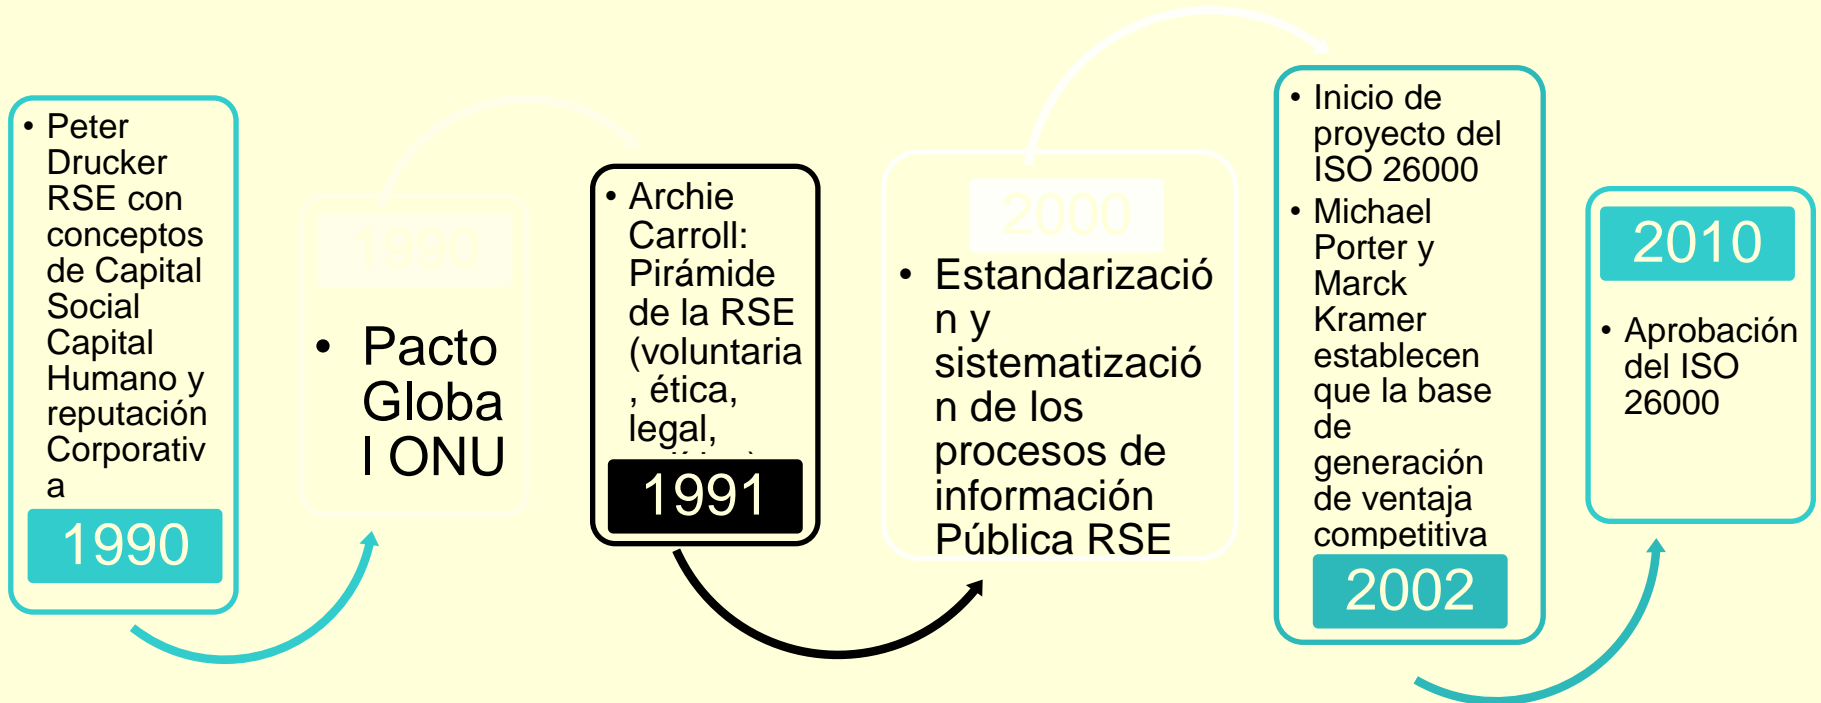 • Peter
Drucker
RSE con
conceptos
de Capital
Social
Capital
Humano y
reputación
Corporativ
a
1990
1990
• Pacto
Globa
l ONU
• Archie
Carroll:
Pirámide
de la RSE
(voluntaria
, ética,
legal,
1991
2000
• Estandarizació
n y
sistematizació
n de los
procesos de
información
Pública RSE
• Inicio de
proyecto del
ISO 26000
• Michael
Porter y
Marck
Kramer
establecen
que la base
de
generación
de ventaja
competitiva
2002
2010
• Aprobación
del ISO
26000